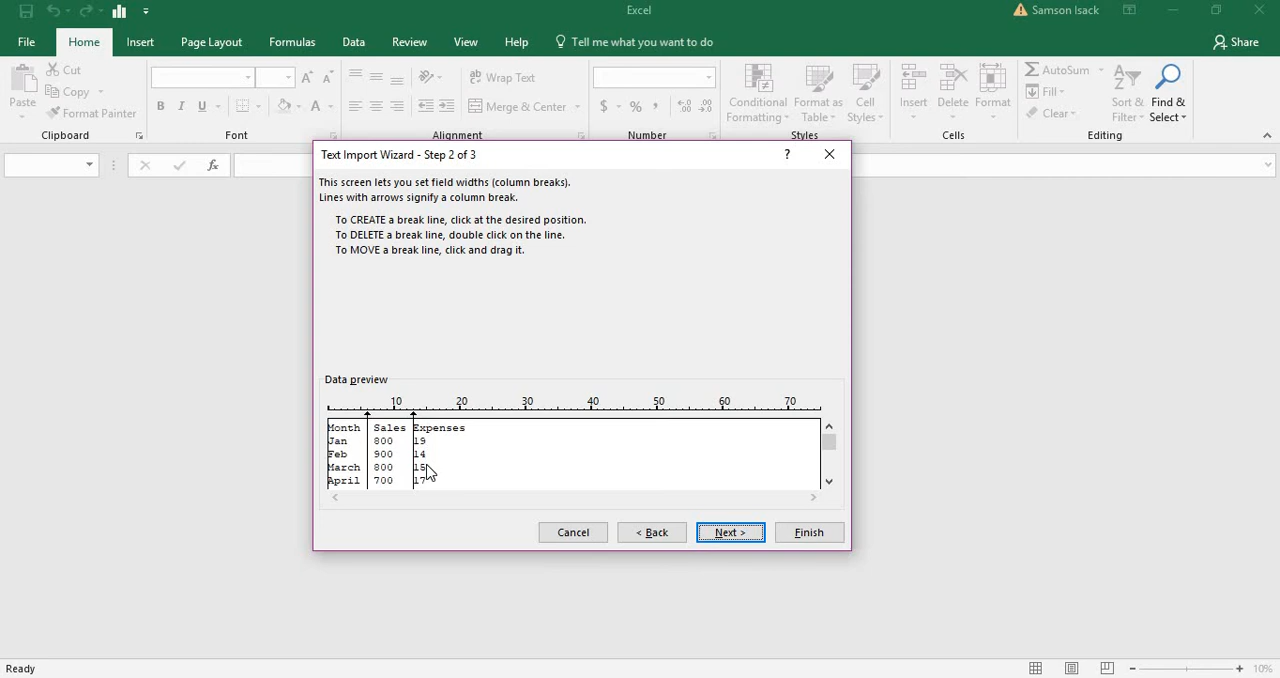 Excel
Samson Isack
File Home Insert Page Layout Formulas Data Review View Help Tell me what you want to do Share
Paste
Cut
Copy
Format Painter
Clipboard
B I U A
Font
Wrap Text
Merge & Center
Alignment
$ % ,
Number
Conditional Formatting
Format as Table
Cell Styles
Styles
Insert Delete Format
Cells
AutoSum
Fill
Clear
Sort & Filter
Find & Select
Editing
fx
Text Import Wizard - Step 2 of 3
This screen lets you set field widths (column breaks).
Lines with arrows signify a column break.
To CREATE a break line, click at the desired position.
To DELETE a break line, double click on the line.
To MOVE a break line, click and drag it.
Data preview
10 20 30 40 50 60 70
Month Sales Expenses
Jan 800 19
Feb 900 14
March 800 15
April 700 17
Cancel < Back Next > Finish
Ready
10%